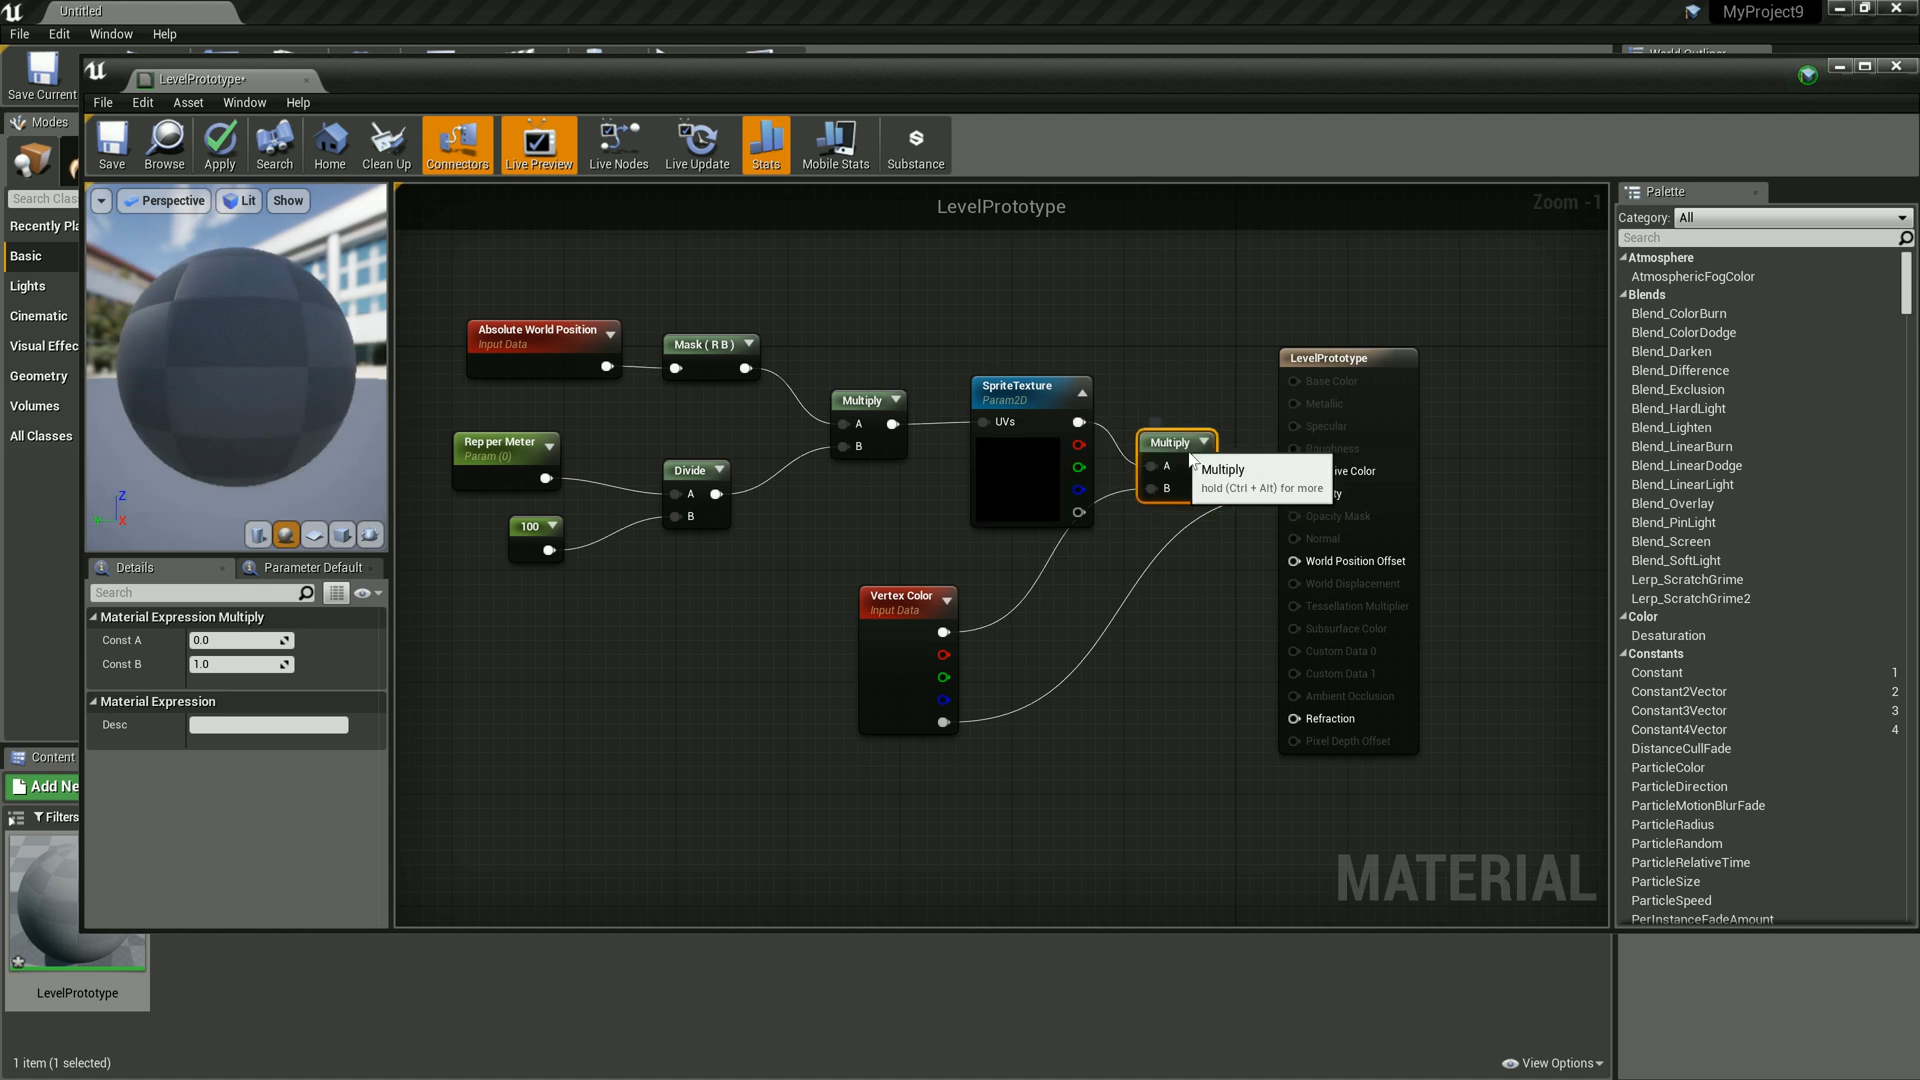 Untitled
MyProject9
File Edit Window Help
Save Current
World Outliner
LevelPrototype*
File Edit Asset Window Help
Save Browse Apply Search Home Clean Up Connectors Live Preview Live Nodes Live Update Stats Mobile Stats Substance
Modes
Search Clas
Recently Pla
Basic
Lights
Cinematic
Visual Effec
Geometry
Volumes
All Classes
Perspective Lit Show
Z
X
Details Parameter Default
Search
Material Expression Multiply
Const A 0.0
Const B 1.0
Material Expression
Desc
LevelPrototype
Zoom -1
Absolute World Position
Input Data
Mask ( R B )
Rep per Meter
Param (0)
100
Divide
A
B
Multiply
A
B
SpriteTexture
Param2D
UVs
Vertex Color
Input Data
Multiply
A
B
Multiply
hold (Ctrl + Alt) for more
LevelPrototype
Base Color
Metallic
Specular
Roughness
ive Color
ty
Opacity Mask
Normal
World Position Offset
World Displacement
Tessellation Multiplier
Subsurface Color
Custom Data 0
Custom Data 1
Ambient Occlusion
Refraction
Pixel Depth Offset
MATERIAL
Palette
Category: All
Search
Atmosphere
AtmosphericFogColor
Blends
Blend_ColorBurn
Blend_ColorDodge
Blend_Darken
Blend_Difference
Blend_Exclusion
Blend_HardLight
Blend_Lighten
Blend_LinearBurn
Blend_LinearDodge
Blend_LinearLight
Blend_Overlay
Blend_PinLight
Blend_Screen
Blend_SoftLight
Lerp_ScratchGrime
Lerp_ScratchGrime2
Color
Desaturation
Constants
Constant 1
Constant2Vector 2
Constant3Vector 3
Constant4Vector 4
DistanceCullFade
ParticleColor
ParticleDirection
ParticleMotionBlurFade
ParticleRadius
ParticleRandom
ParticleRelativeTime
ParticleSize
ParticleSpeed
PerInstanceFadeAmount
Content
Add Ne
Filters
LevelPrototype
1 item (1 selected)
View Options